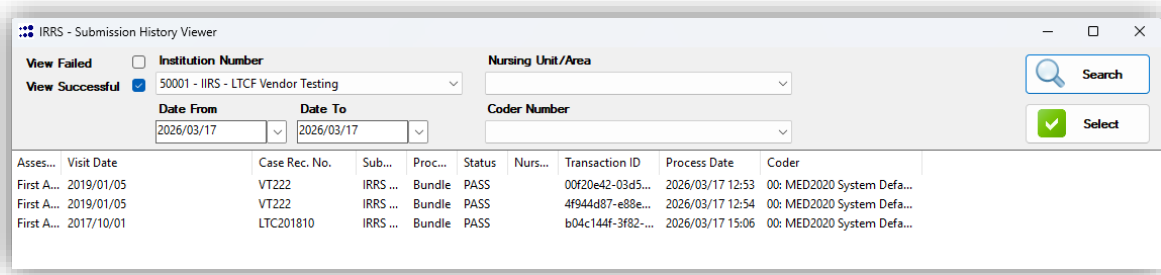 IRRS - Submission History Viewer
View Failed
Institution Number
Nursing Unit/Area
View Successful
50001 - IIRS - LTCF Vendor Testing
Search
Date From
Date To
Coder Number
2026/03/17
2026/03/17
Select
Asses... Visit Date Case Rec. No. Sub... Proc... Status Nurs... Transaction ID Process Date Coder
First A... 2019/01/05 VT222 IRRS ... Bundle PASS 00f20e42-03d5... 2026/03/17 12:53 00: MED2020 System Defa...
First A... 2019/01/05 VT222 IRRS ... Bundle PASS 4f944d87-e88e... 2026/03/17 12:54 00: MED2020 System Defa...
First A... 2017/10/01 LTC201810 IRRS ... Bundle PASS b04c144f-3f82-... 2026/03/17 15:06 00: MED2020 System Defa...